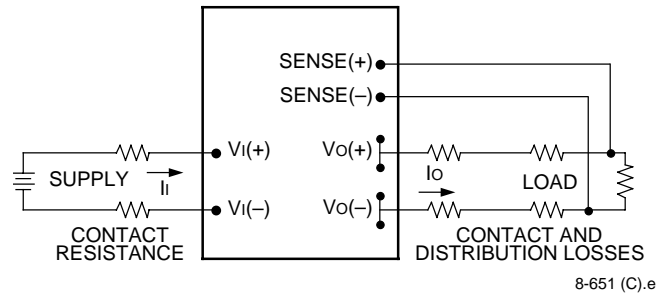 SENSE(+)
SENSE(–)
VI(+)
VO(+)
IO
SUPPLY
II
LOAD
VI(–)
VO(–)
CONTACT
RESISTANCE
CONTACT AND
DISTRIBUTION LOSSES
8-651 (C).e